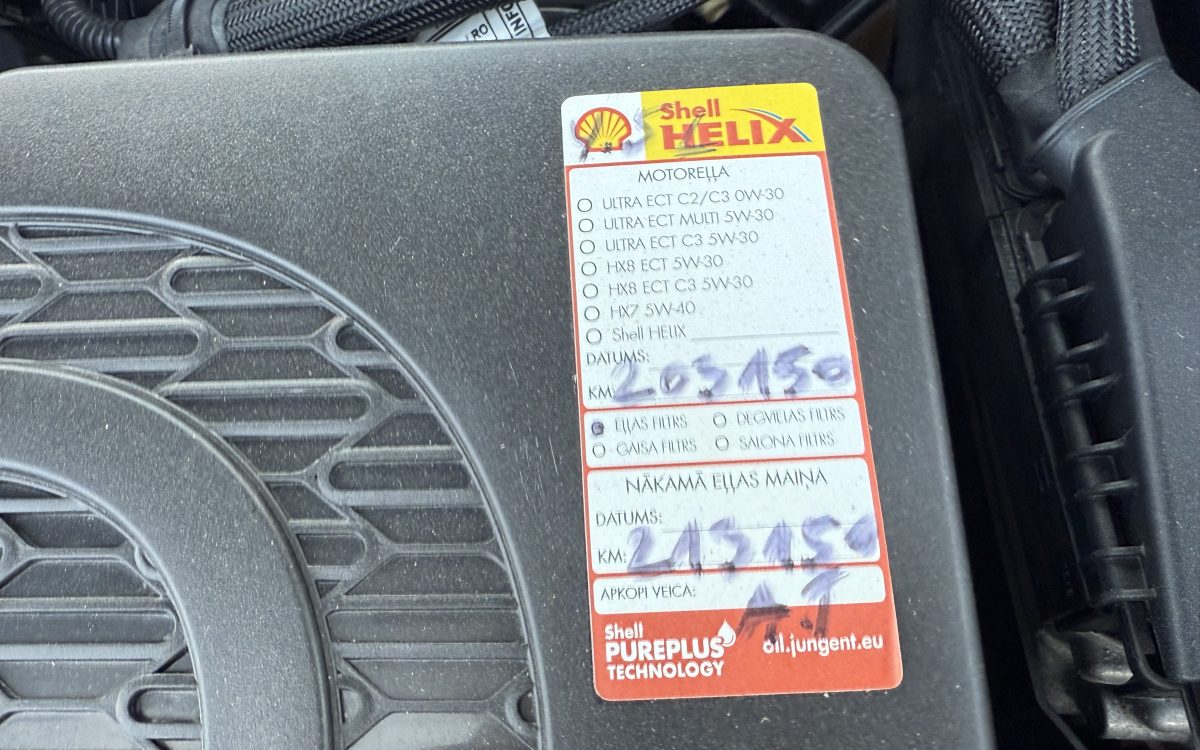 RO
INFO
Shell
HELIX
MOTOREĻĻA
ULTRA ECT C2/C3 0W-30
ULTRA ECT MULTI 5W-30
ULTRA ECT C3 5W-30
HX8 ECT 5W-30
HX8 ECT C3 5W-30
HX7 5W-40
Shell HELIX
DATUMS:
KM: 203150
EĻĻAS FILTRS DEGVIELAS FILTRS
GAISA FILTRS SALONA FILTRS
NĀKAMĀ EĻĻAS MAIŅA
DATUMS:
KM: 213150
APKOPI VEICA: A.J
Shell
PUREPLUS
TECHNOLOGY
oil.jungent.eu